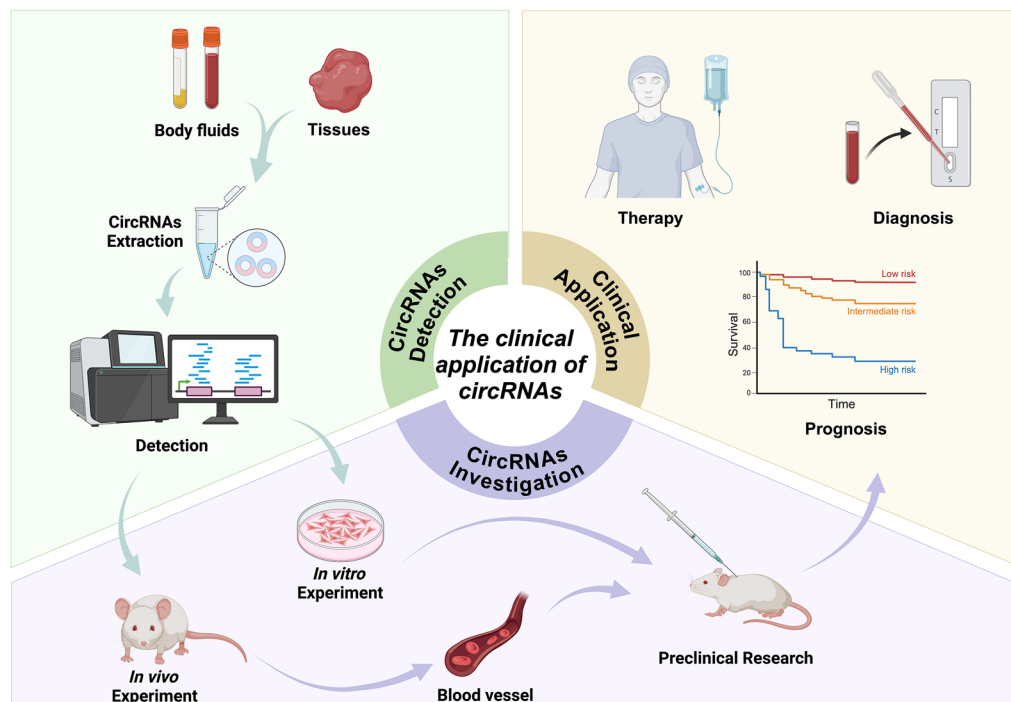 Body fluids
Tissues
CircRNAs
Extraction
Detection
CircRNAs
Detection
The clinical
application of
circRNAs
Clinical
Application
CircRNAs
Investigation
Therapy
C
T
S
Diagnosis
Survival
100
80
60
40
20
0
Low risk
Intermediate risk
High risk
Time
Prognosis
In vitro
Experiment
In vivo
Experiment
Blood vessel
Preclinical Research